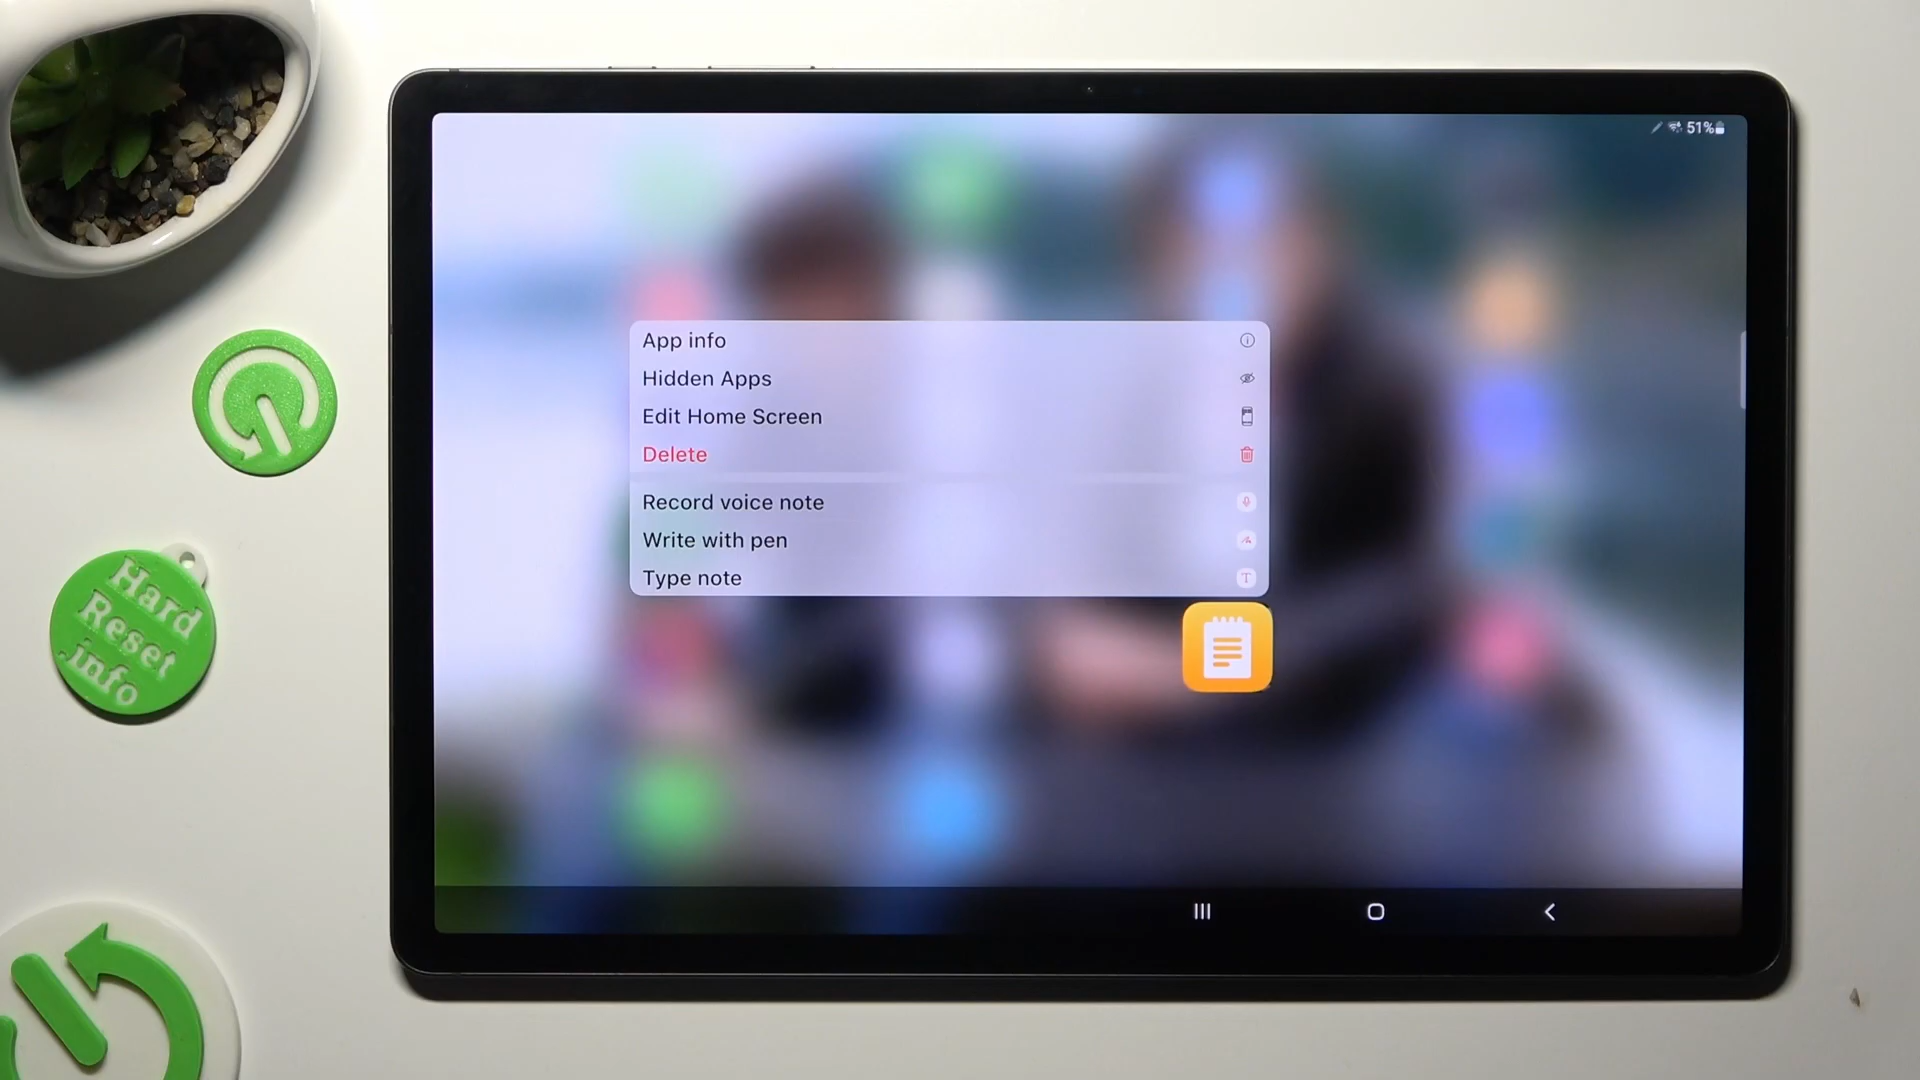 51%
App info
Hidden Apps
Edit Home Screen
Delete
Record voice note
Write with pen
Type note
T
Hard
Reset
.info